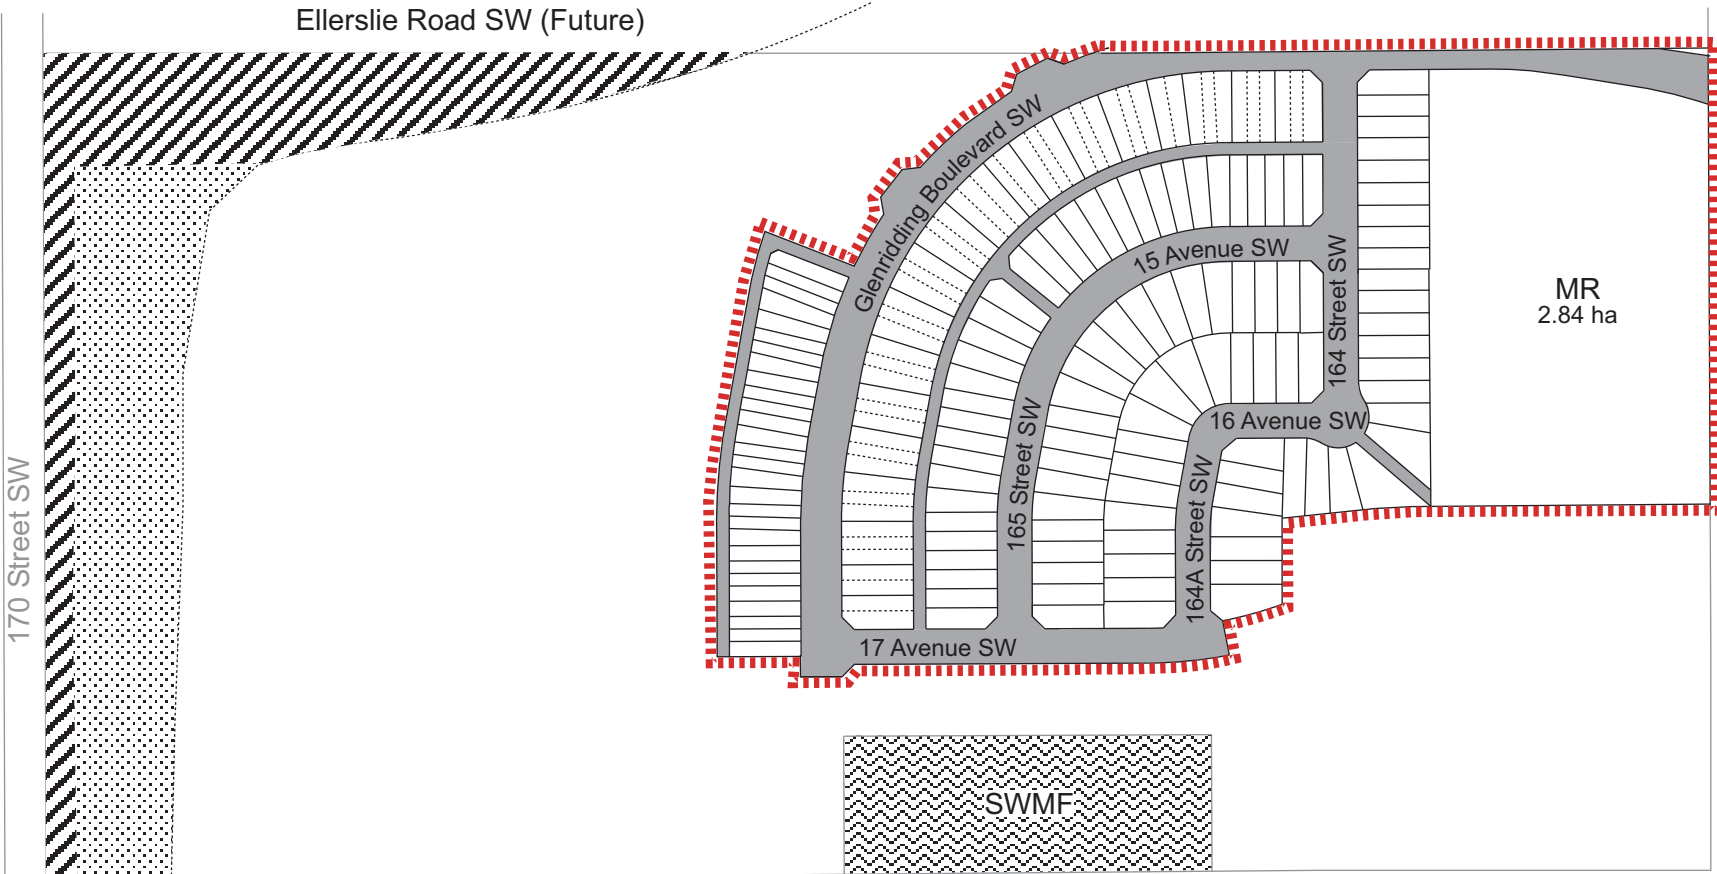 Ellerslie Road SW (Future)
Glenridding Boulevard SW
15 Avenue SW
164 Street SW
MR
2.84 ha
16 Avenue SW
165 Street SW
164A Street SW
170 Street SW
17 Avenue SW
SWMF